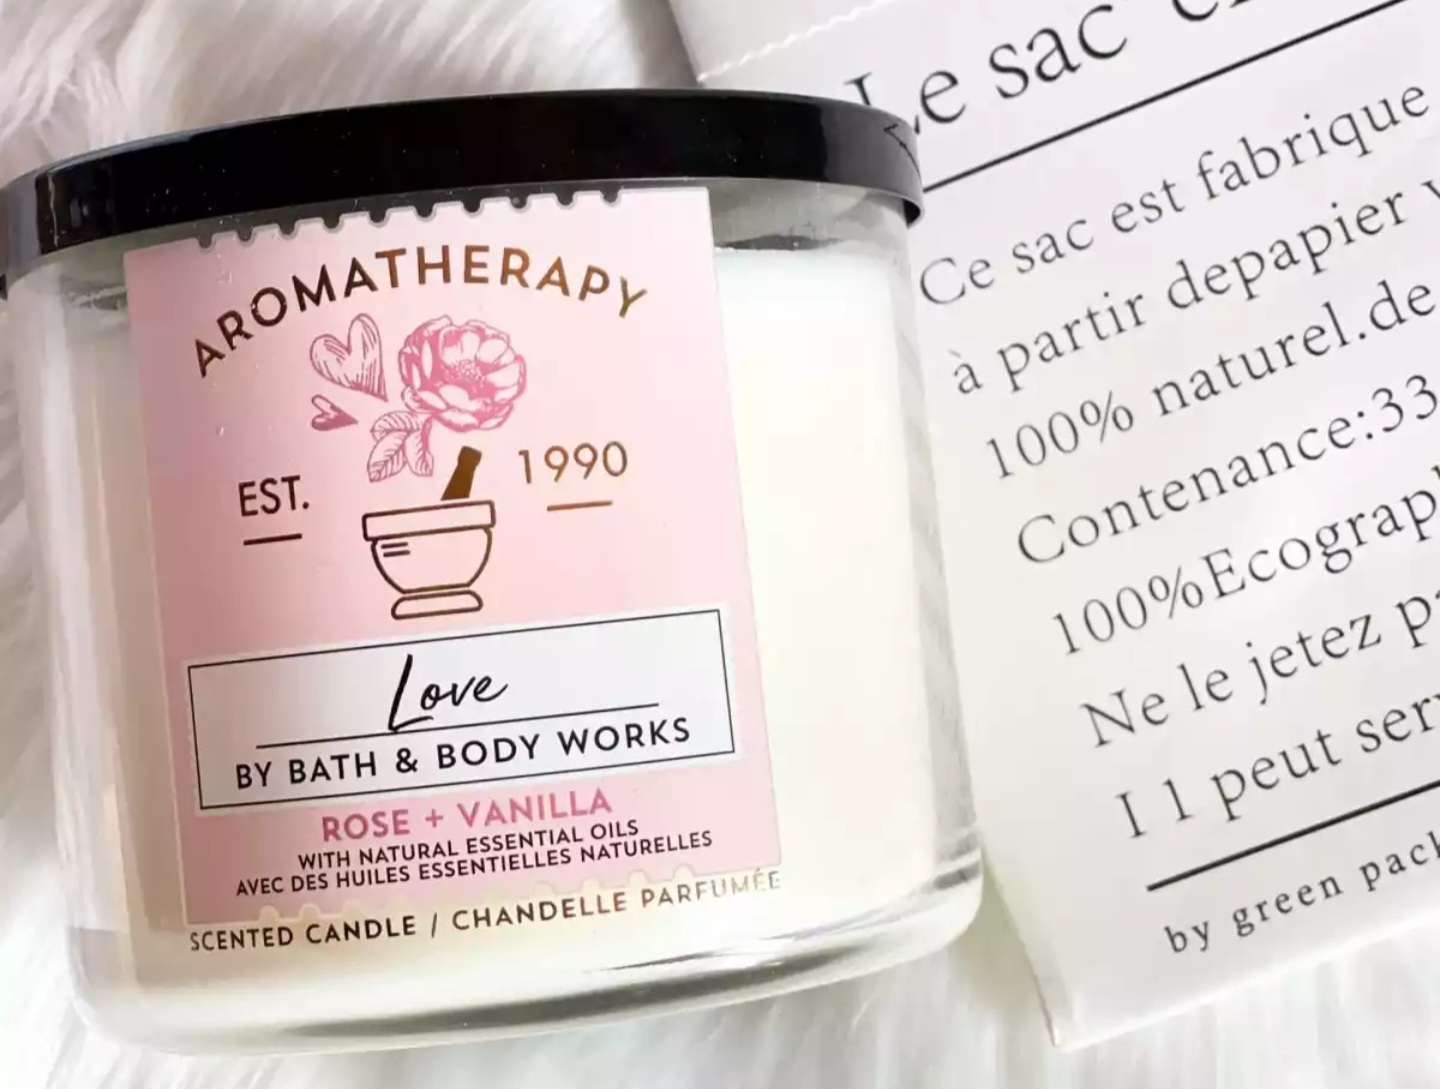 AROMATHERAPY
EST. 1990
Love
BY BATH & BODY WORKS
ROSE + VANILLA
WITH NATURAL ESSENTIAL OILS
AVEC DES HUILES ESSENTIELLES NATURELLES
SCENTED CANDLE / CHANDELLE PARFUMÉE
Le sac
Ce sac est fabrique
à partir depapier
100% naturel.de
Contenance:33
100%Ecograp
Ne le jetez
I 1 peut
by green